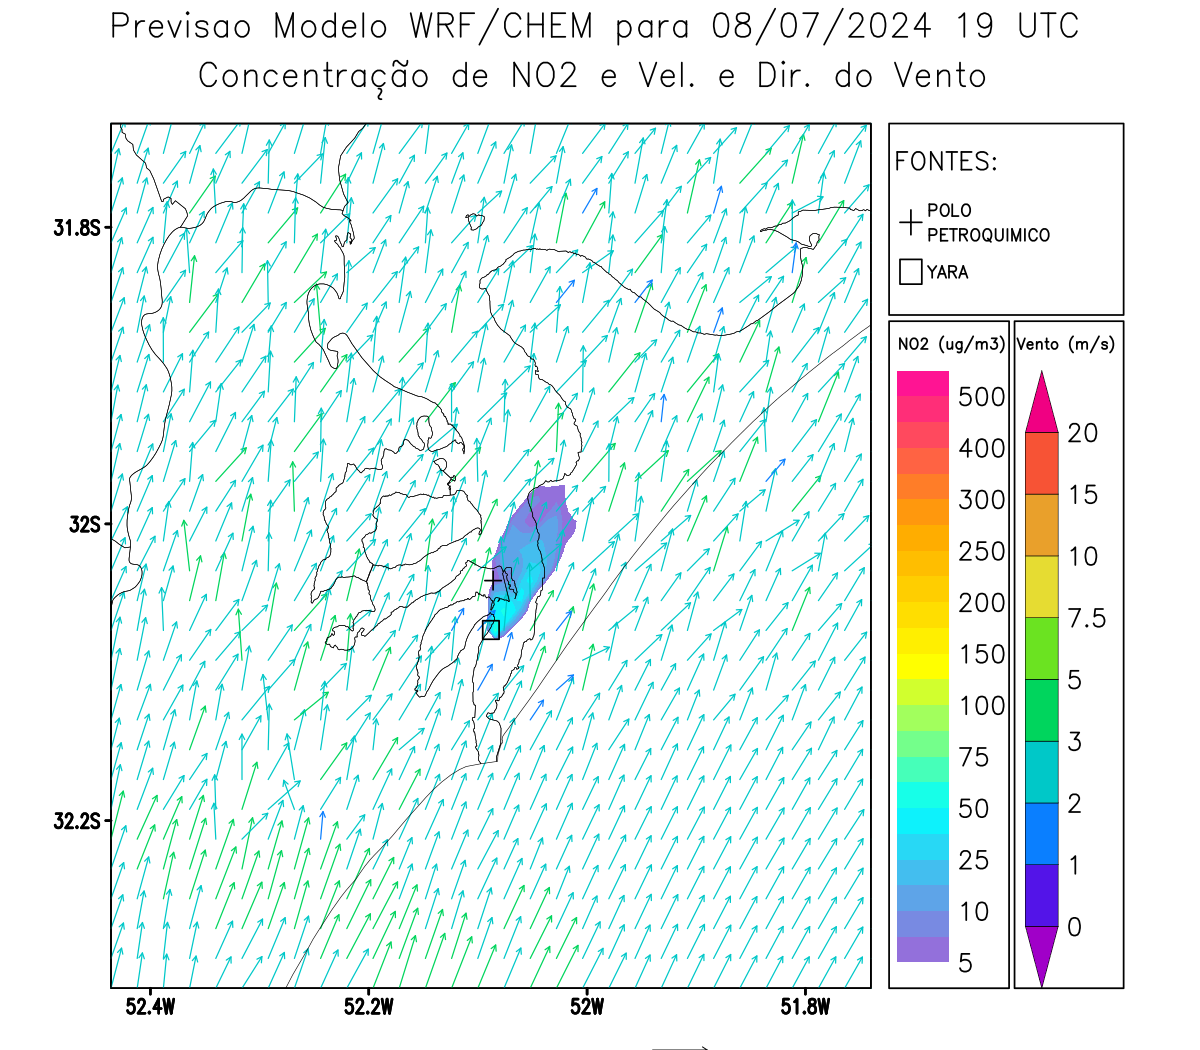 Previsao Modelo WRF/CHEM para 08/07/2024 19 UTC
Concentração de NO2 e Vel. e Dir. do Vento
FONTES:
POLO
PETROQUIMICO
YARA
31.8S
32S
32.2S
52.4W
52.2W
52W
51.8W
NO2 (ug/m3)
500
400
300
250
200
150
100
75
50
25
10
5
Vento (m/s)
20
15
10
7.5
5
3
2
1
0